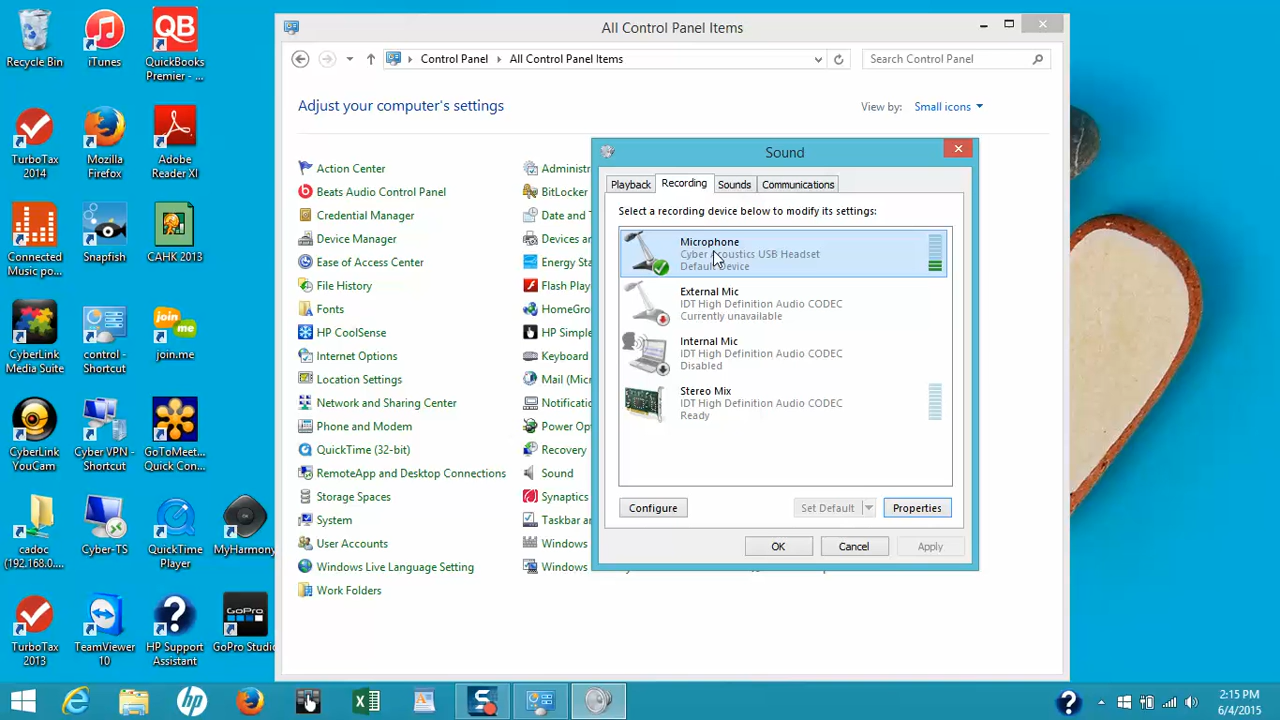 Recycle Bin
iTunes
QB
QuickBooks
Premier - ...
TurboTax
2014
Mozilla
Firefox
Adobe
Reader XI
Connected
Music po...
Snapfish
CAHK 2013
CyberLink
Media Suite
control -
Shortcut
join
me
join.me
CyberLink
YouCam
Cyber VPN -
Shortcut
GoToMeet...
Quick Con...
cadoc
(192.168.0....
Cyber-TS
QuickTime
Player
MyHarmony
TurboTax
2013
TeamViewer
10
HP Support
Assistant
GoPro
GoPro Studio
All Control Panel Items
Control Panel
All Control Panel Items
Search Control Panel
Adjust your computer's settings
View by:
Small icons
Action Center
Beats Audio Control Panel
Credential Manager
Device Manager
Ease of Access Center
File History
Fonts
HP CoolSense
Internet Options
Location Settings
Network and Sharing Center
Phone and Modem
QuickTime (32-bit)
RemoteApp and Desktop Connections
Storage Spaces
System
User Accounts
Windows Live Language Setting
Work Folders
Administr
BitLocker
Date and T
Devices an
Energy Sta
Flash Play
HomeGro
HP Simple
Keyboard
Mail (Micr
Notificatio
Power Opt
Recovery
Sound
Synaptics
Taskbar an
Windows
Windows
Sound
Playback
Recording
Sounds
Communications
Select a recording device below to modify its settings:
Microphone
Cyber Acoustics USB Headset
Default Device
External Mic
IDT High Definition Audio CODEC
Currently unavailable
Internal Mic
IDT High Definition Audio CODEC
Disabled
Stereo Mix
IDT High Definition Audio CODEC
Ready
Configure
Set Default
Properties
OK
Cancel
Apply
2:15 PM
6/4/2015